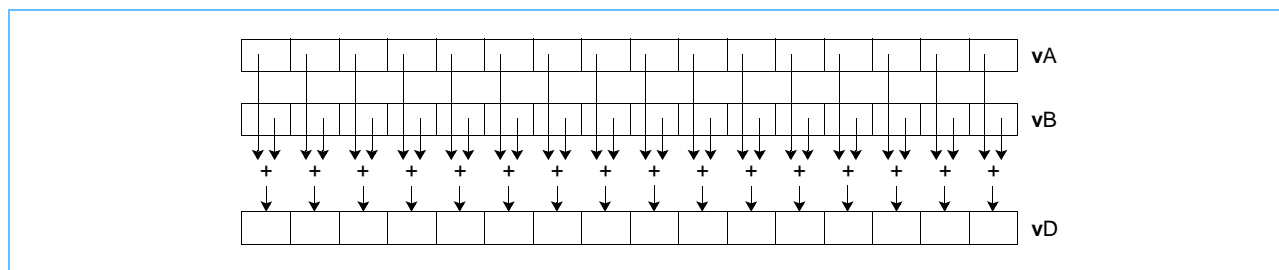 vA
vB
+ + + + + + + + + + + + + + + +
vD